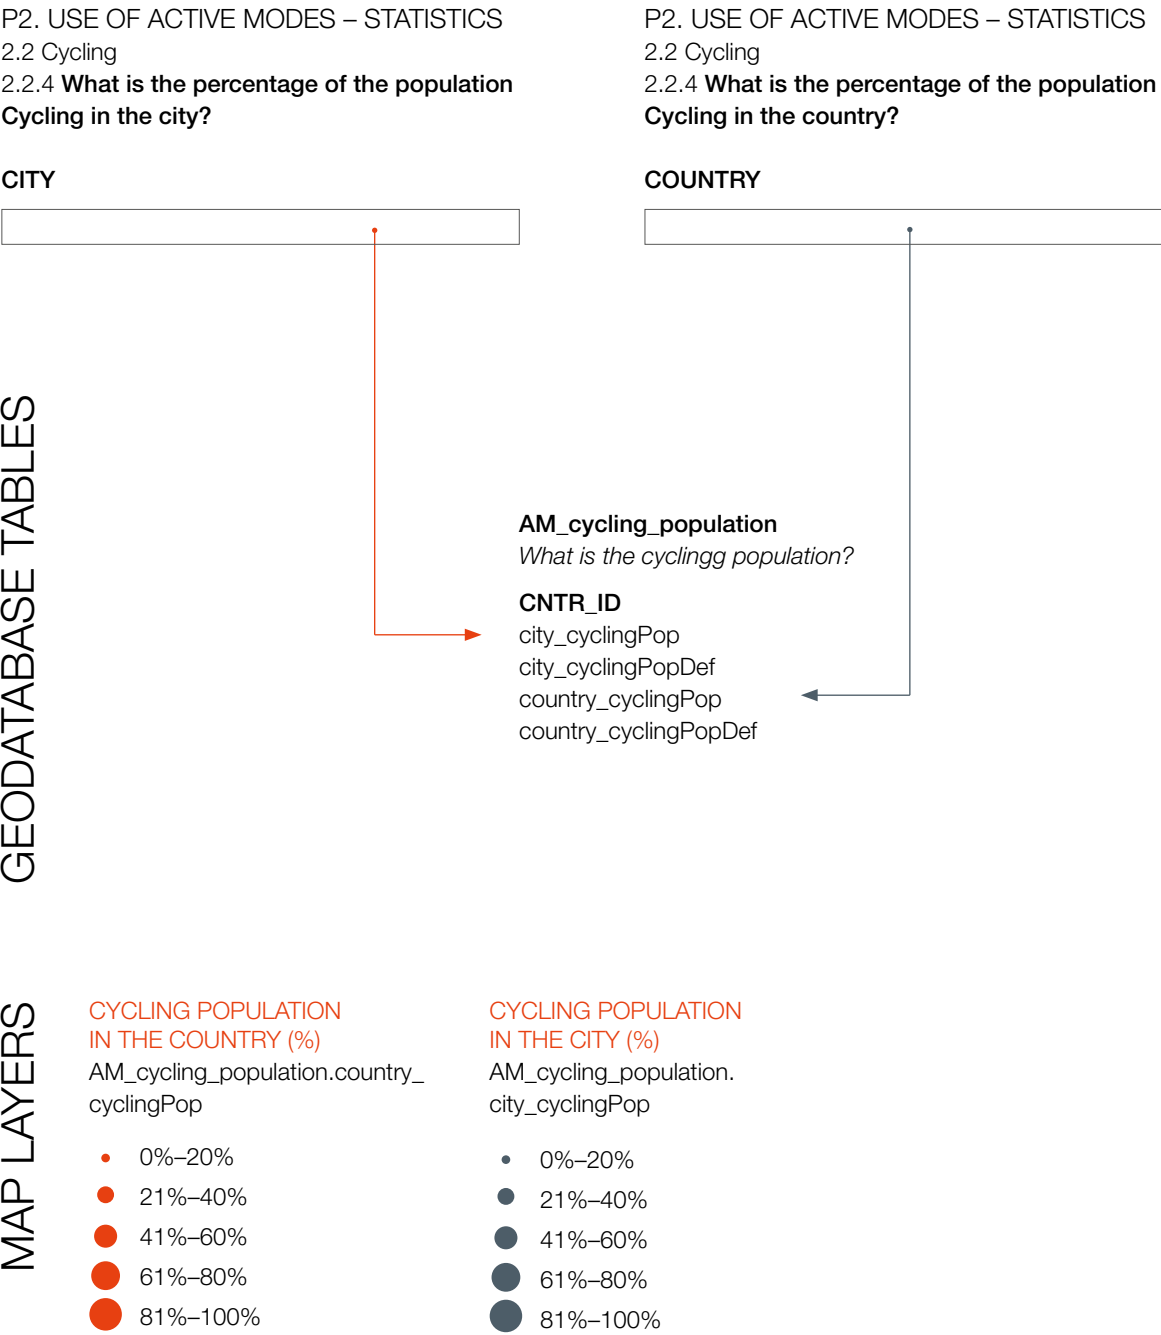 P2. USE OF ACTIVE MODES – STATISTICS
2.2 Cycling
2.2.4 What is the percentage of the population
Cycling in the city?
CITY
P2. USE OF ACTIVE MODES – STATISTICS
2.2 Cycling
2.2.4 What is the percentage of the population
Cycling in the country?
COUNTRY
GEODATABASE TABLES
AM_cycling_population
What is the cyclingg population?
CNTR_ID
city_cyclingPop
city_cyclingPopDef
country_cyclingPop
country_cyclingPopDef
MAP LAYERS
CYCLING POPULATION
IN THE COUNTRY (%)
AM_cycling_population.country_
cyclingPop
0%–20%
21%–40%
41%–60%
61%–80%
81%–100%
CYCLING POPULATION
IN THE CITY (%)
AM_cycling_population.
city_cyclingPop
0%–20%
21%–40%
41%–60%
61%–80%
81%–100%